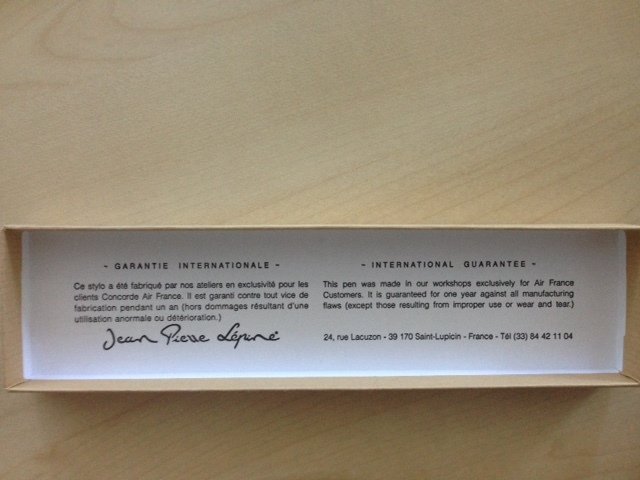 - GARANTIE INTERNATIONALE -
Ce stylo a été fabriqué par nos ateliers en exclusivité pour les
clients Concorde Air France. Il est garanti contre tout vice de
fabrication pendant un an (hors dommages résultant d'une
utilisation anormale ou détérioration.)
Jean Pierre Lépine
- INTERNATIONAL GUARANTEE -
This pen was made in our workshops exclusively for Air France
Customers. It is guaranteed for one year against all manufacturing
flaws (except those resulting from improper use or wear and tear.)
24, rue Lacuzon - 39 170 Saint-Lupicin - France - Tél (33) 84 42 11 04